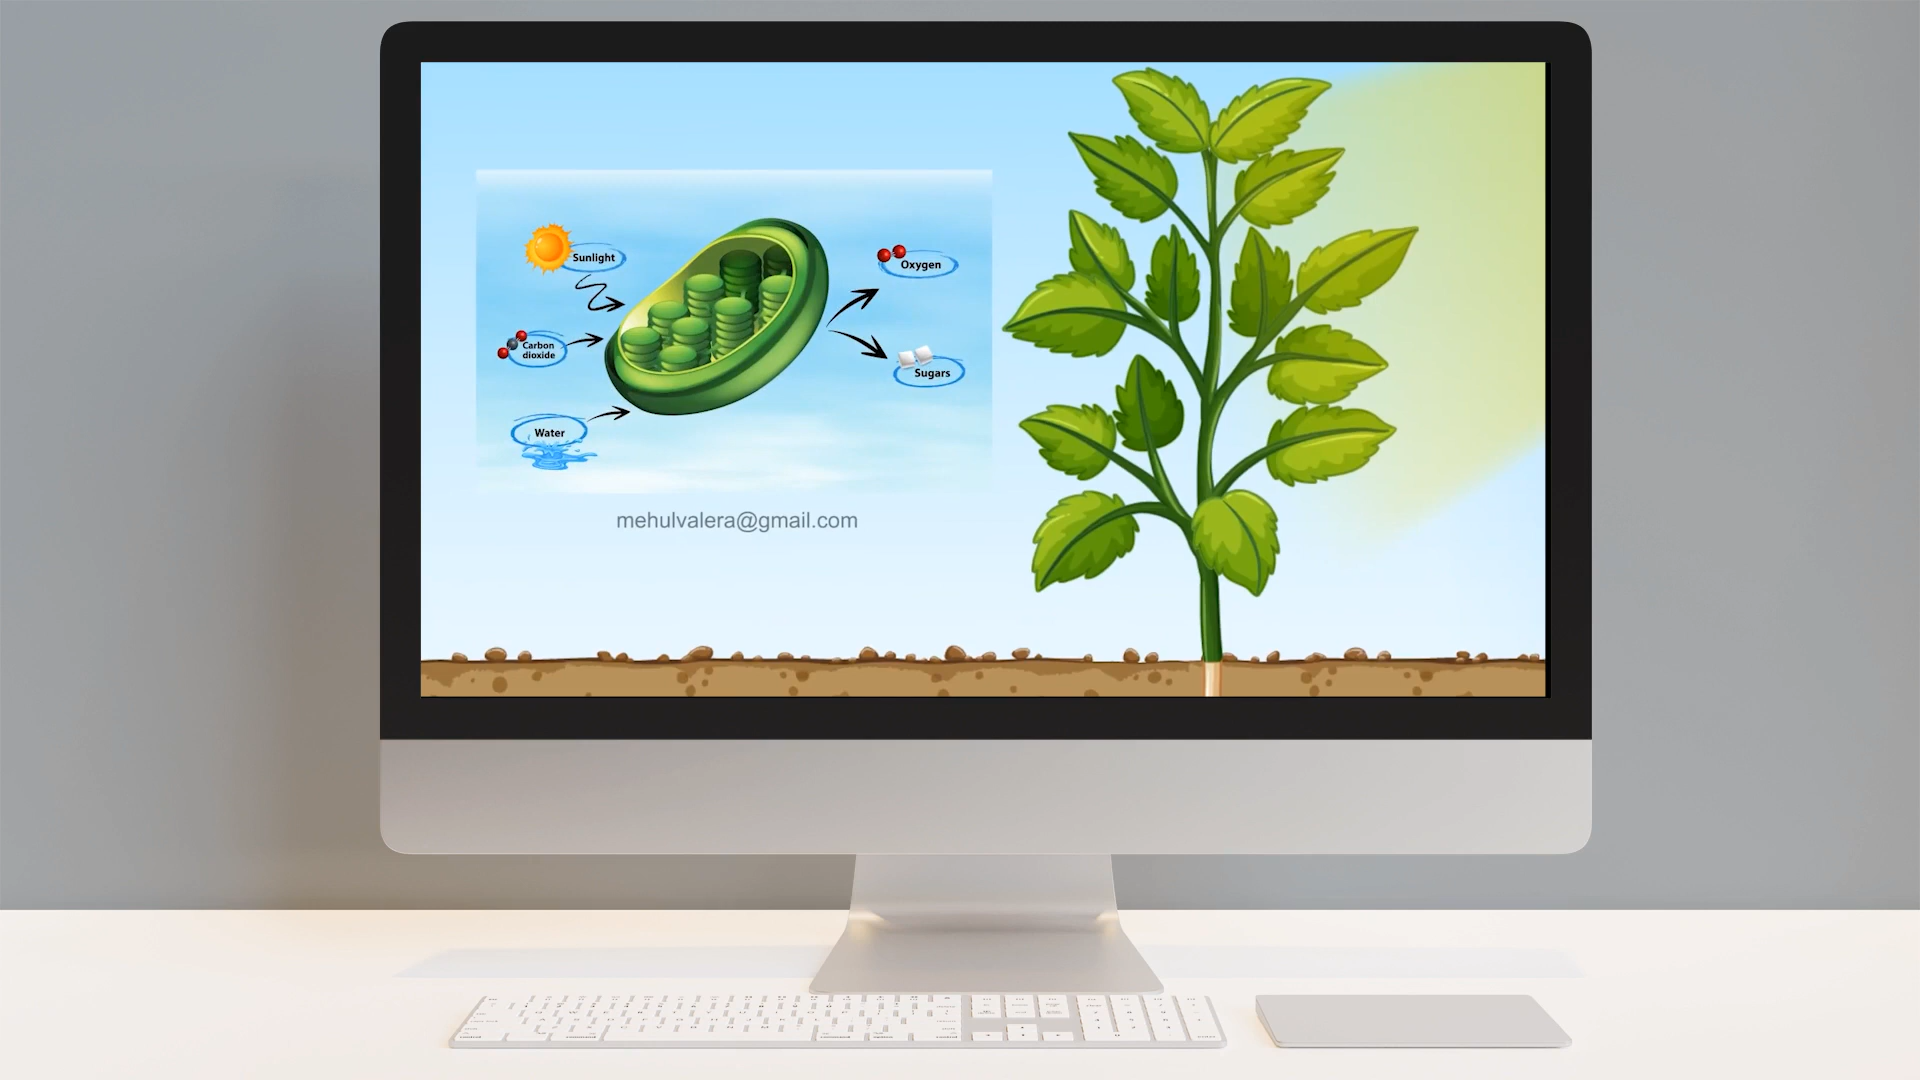 Sunlight
Oxygen
Carbon
dioxide
Sugars
Water
mehulvalera@gmail.com